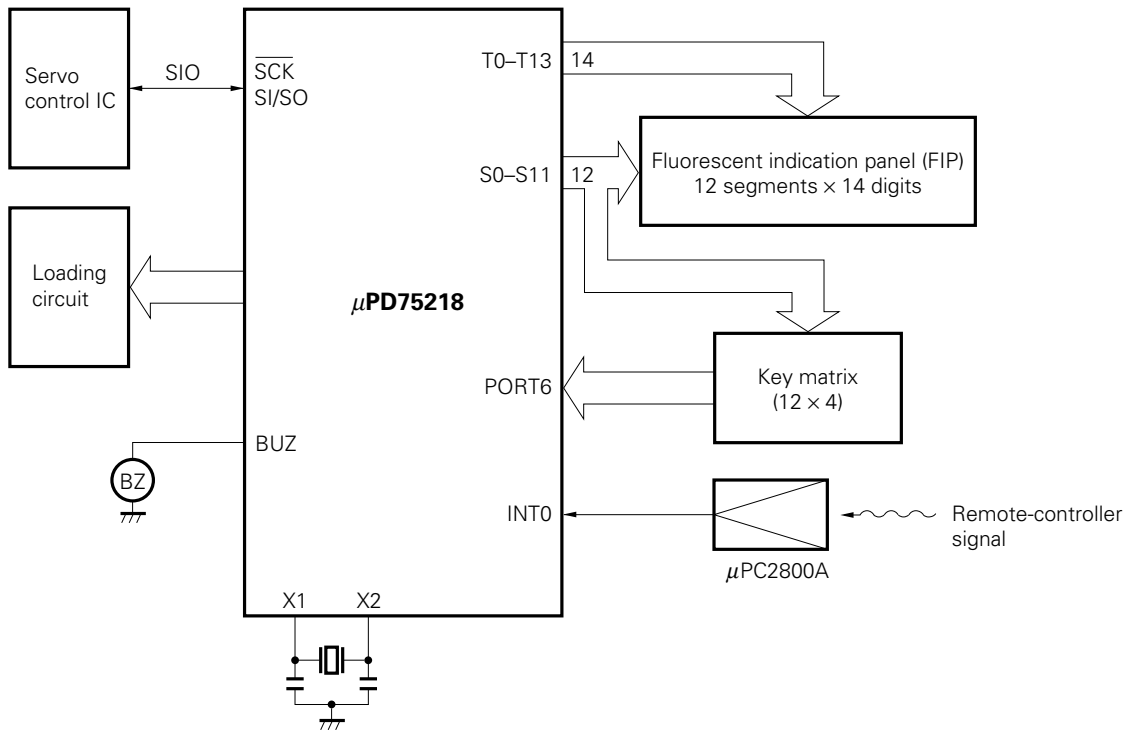 Servo
control IC
SIO
SCK
SI/SO
T0–T13
14
S0–S11
12
Fluorescent indication panel (FIP)
12 segments × 14 digits
Loading
circuit
μPD75218
PORT6
Key matrix
(12 × 4)
BUZ
BZ
INT0
Remote-controller
signal
μPC2800A
X1
X2